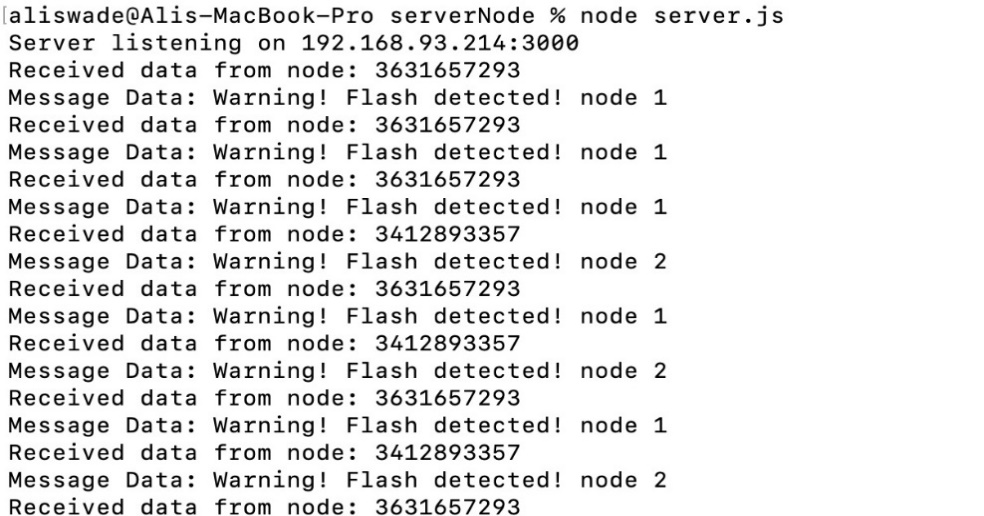 [aliswade@Alis-MacBook-Pro serverNode % node server.js
Server listening on 192.168.93.214:3000
Received data from node: 3631657293
Message Data: Warning! Flash detected! node 1
Received data from node: 3631657293
Message Data: Warning! Flash detected! node 1
Received data from node: 3631657293
Message Data: Warning! Flash detected! node 1
Received data from node: 3412893357
Message Data: Warning! Flash detected! node 2
Received data from node: 3631657293
Message Data: Warning! Flash detected! node 1
Received data from node: 3412893357
Message Data: Warning! Flash detected! node 2
Received data from node: 3631657293
Message Data: Warning! Flash detected! node 1
Received data from node: 3412893357
Message Data: Warning! Flash detected! node 2
Received data from node: 3631657293